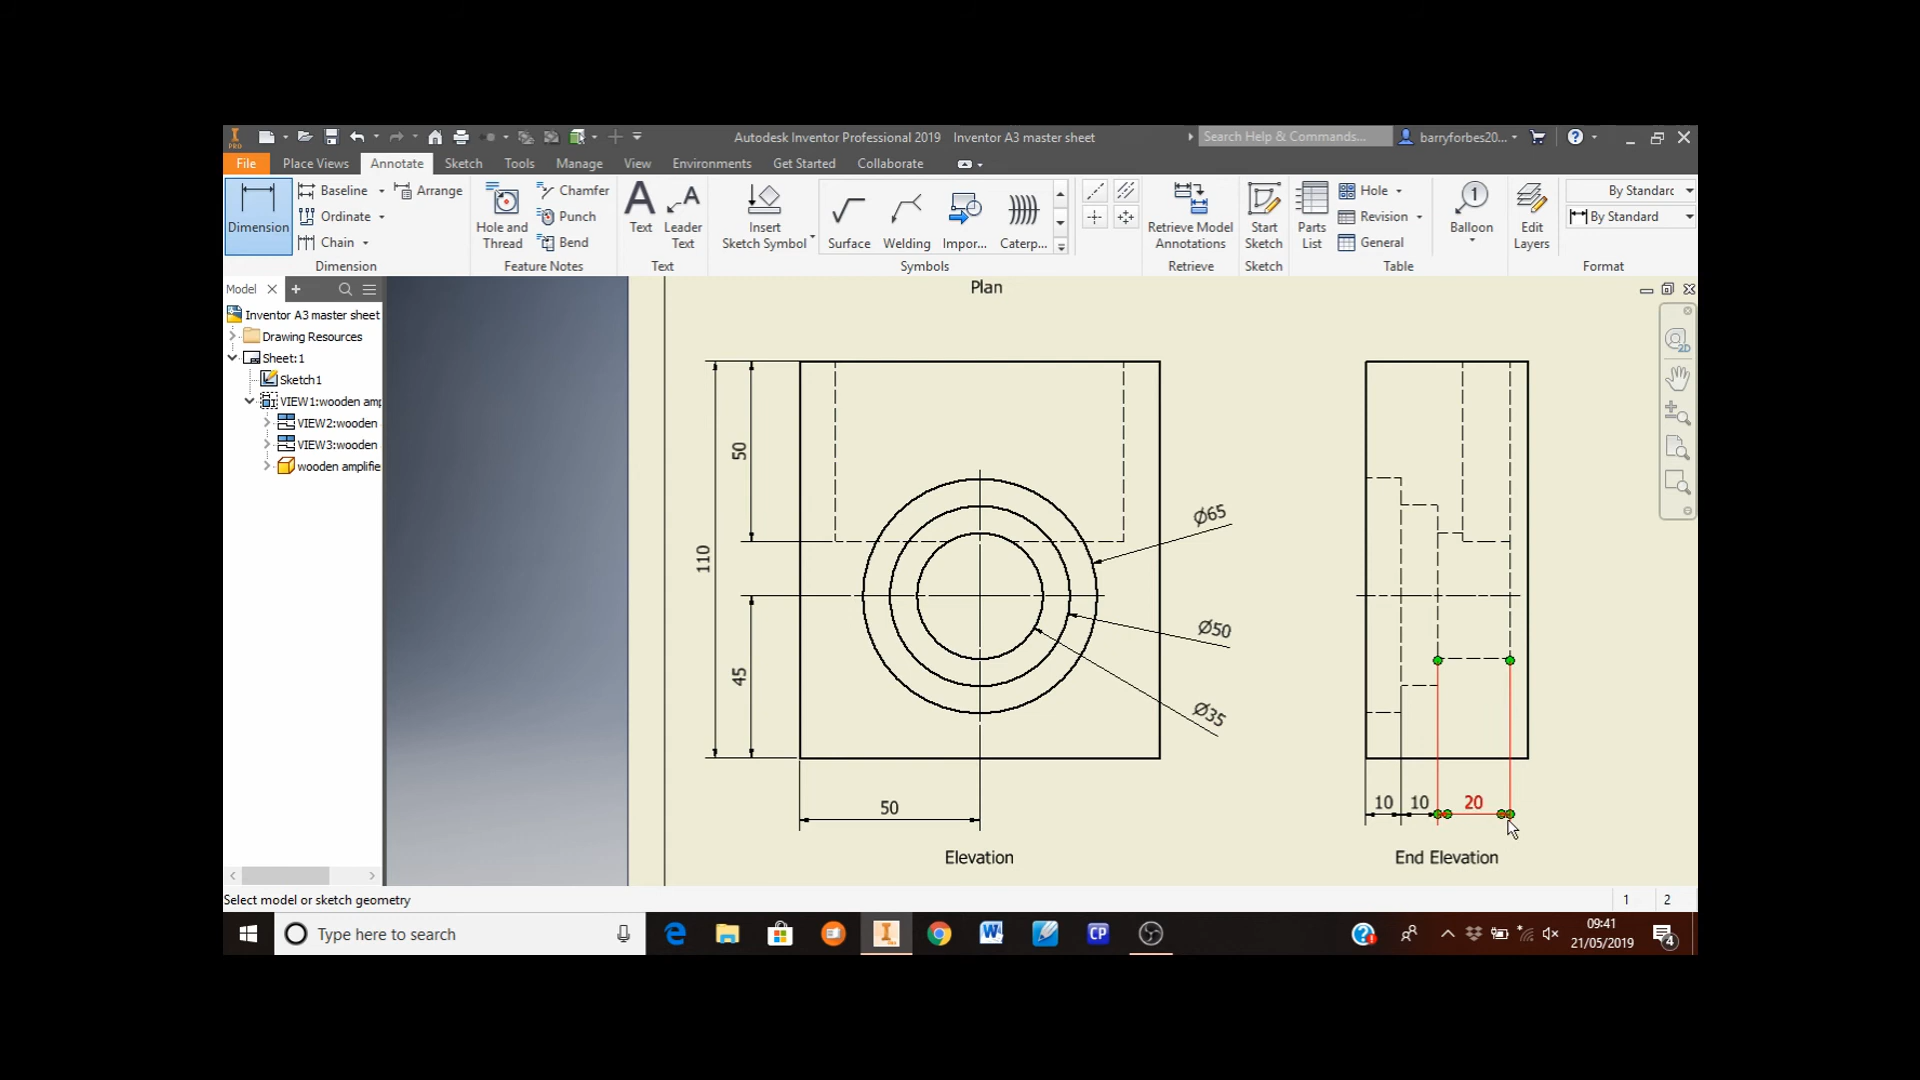 PRO
Autodesk Inventor Professional 2019 Inventor A3 master sheet
Search Help & Commands...
barryforbes20...
File Place Views Annotate Sketch Tools Manage View Environments Get Started Collaborate
Dimension
Baseline
Ordinate
Chain
Arrange
Dimension
Hole and Thread
Chamfer
Punch
Bend
Feature Notes
Text
Leader Text
Text
Insert Sketch Symbol
Surface
Welding
Impor...
Caterp...
Symbols
Retrieve Model Annotations
Retrieve
Start Sketch
Sketch
Parts List
Hole
Revision
General
Table
Balloon
Edit Layers
By Standarc
By Standard
Format
Model
Inventor A3 master sheet
Drawing Resources
Sheet:1
Sketch1
VIEW1:wooden amp
VIEW2:wooden
VIEW3:wooden
wooden amplifie
2D
Plan
50
110
45
50
Ø65
Ø50
Ø35
Elevation
10
10
20
End Elevation
Select model or sketch geometry
1
2
Type here to search
CP
09:41
21/05/2019
4